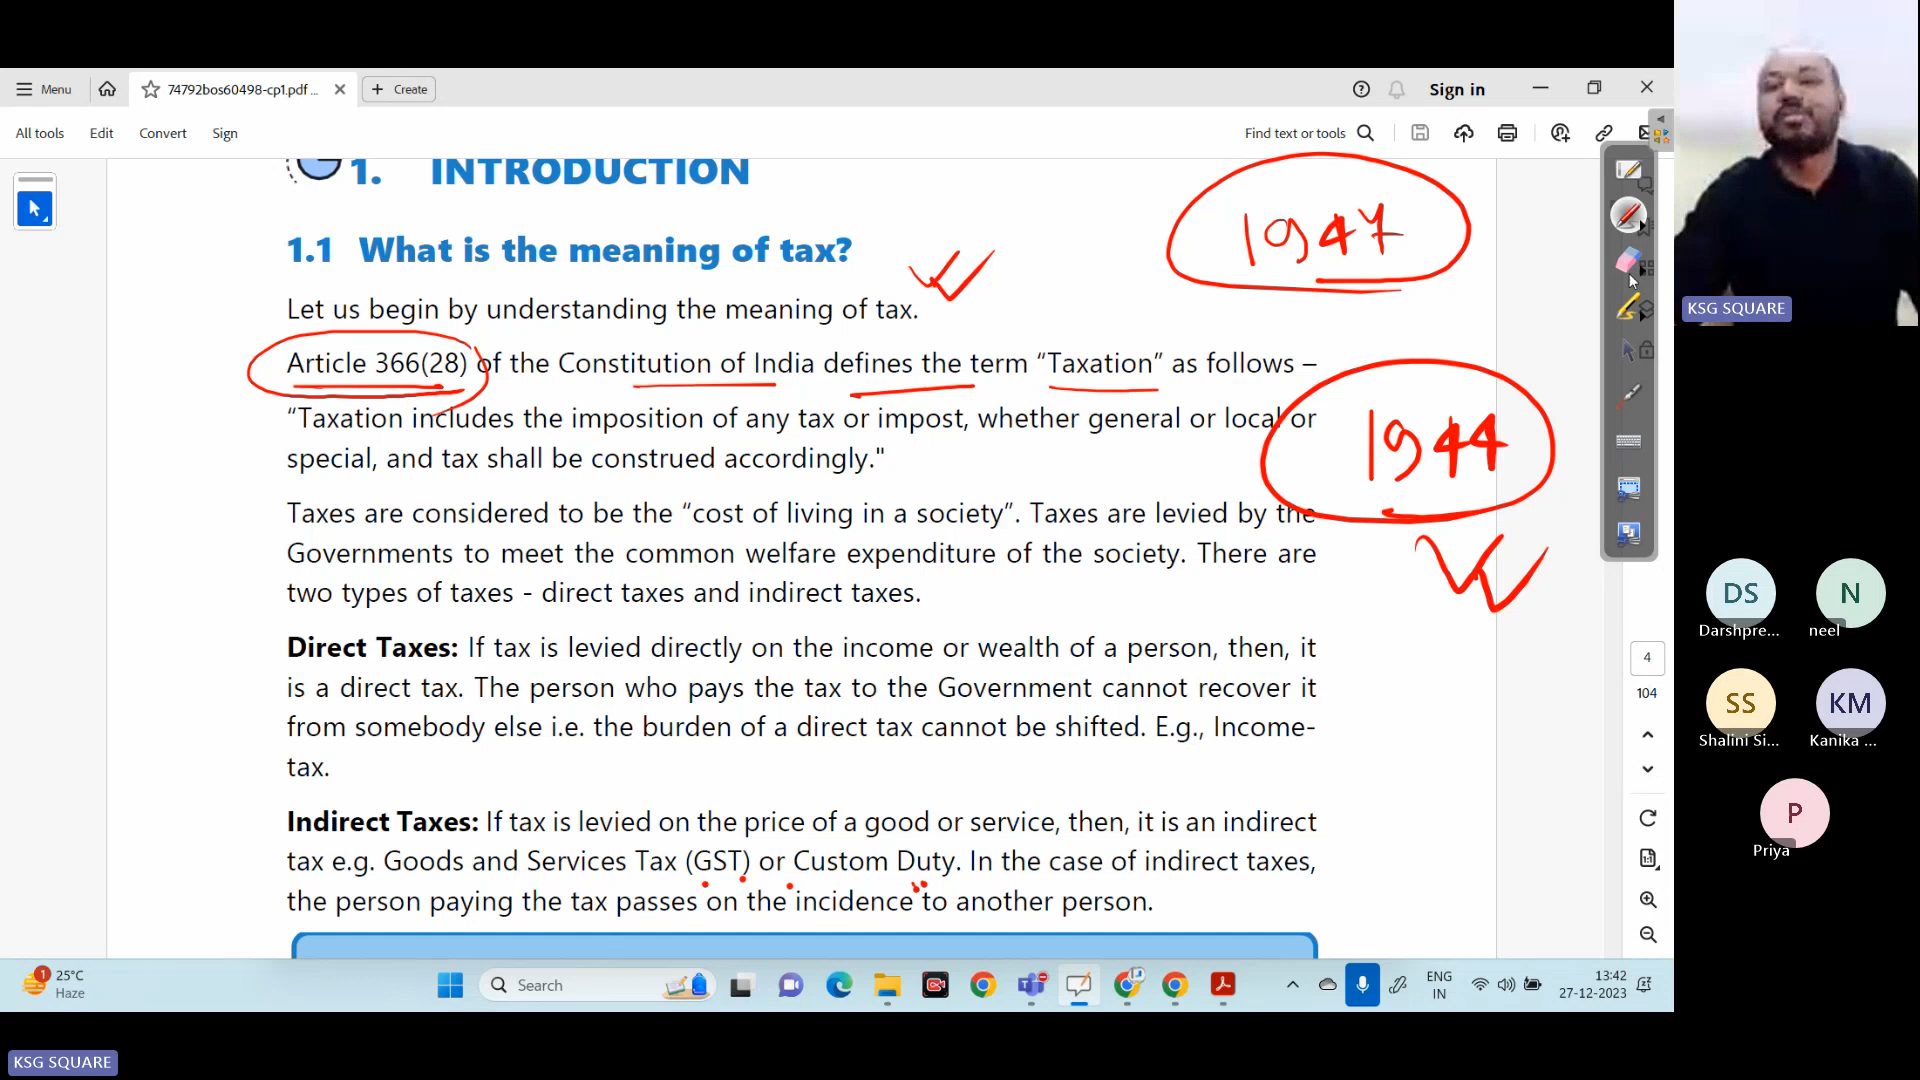 Menu
74792bos60498-cp1.pdf ...
Create
Sign in
All tools
Edit
Convert
Sign
Find text or tools
1. INTRODUCTION
1.1 What is the meaning of tax?
1947
Let us begin by understanding the meaning of tax.
Article 366(28) of the Constitution of India defines the term “Taxation” as follows –
“Taxation includes the imposition of any tax or impost, whether general or local or
special, and tax shall be construed accordingly."
1944
Taxes are considered to be the “cost of living in a society”. Taxes are levied by the
Governments to meet the common welfare expenditure of the society. There are
two types of taxes - direct taxes and indirect taxes.
Direct Taxes: If tax is levied directly on the income or wealth of a person, then, it
is a direct tax. The person who pays the tax to the Government cannot recover it
from somebody else i.e. the burden of a direct tax cannot be shifted. E.g., Income-
tax.
Indirect Taxes: If tax is levied on the price of a good or service, then, it is an indirect
tax e.g. Goods and Services Tax (GST) or Custom Duty. In the case of indirect taxes,
the person paying the tax passes on the incidence to another person.
4
104
1:1
KSG SQUARE
DS
Darshpre...
N
neel
SS
Shalini Si...
KM
Kanika ...
P
Priya
1
25°C
Haze
Search
ENG
IN
13:42
27-12-2023
KSG SQUARE